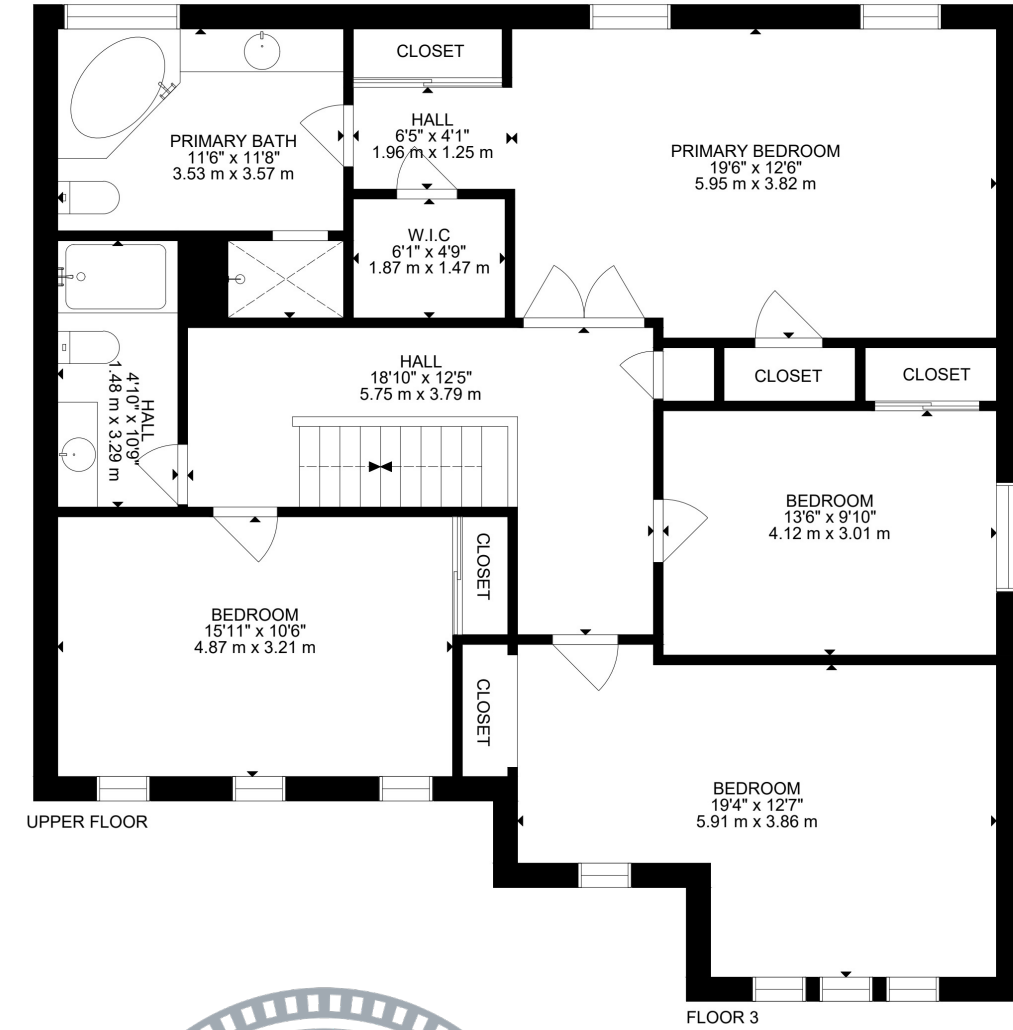 CLOSET
HALL
6'5" x 4'1"
1.96 m x 1.25 m
PRIMARY BATH
11'6" x 11'8"
3.53 m x 3.57 m
PRIMARY BEDROOM
19'6" x 12'6"
5.95 m x 3.82 m
W.I.C
6'1" x 4'9"
1.87 m x 1.47 m
HALL
18'10" x 12'5"
5.75 m x 3.79 m
CLOSET
CLOSET
HALL
4'10" x 10'9"
1.48 m x 3.29 m
BEDROOM
13'6" x 9'10"
4.12 m x 3.01 m
CLOSET
BEDROOM
15'11" x 10'6"
4.87 m x 3.21 m
CLOSET
BEDROOM
19'4" x 12'7"
5.91 m x 3.86 m
UPPER FLOOR
FLOOR 3